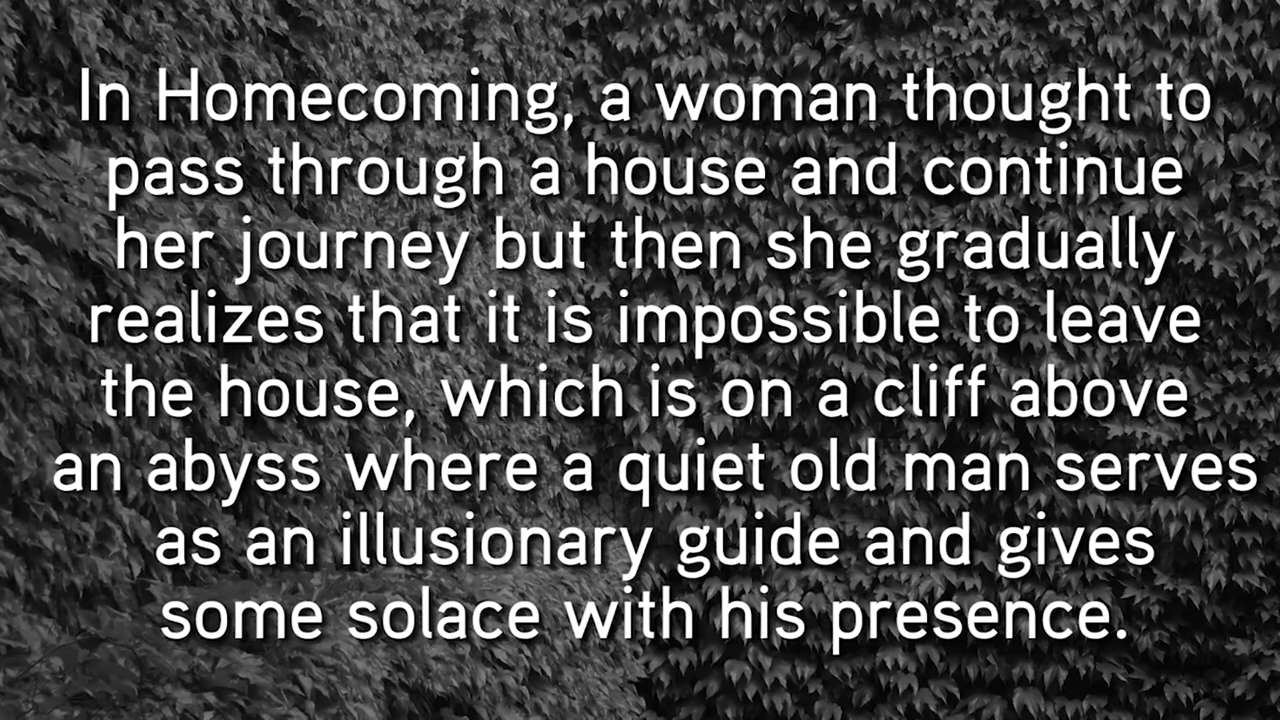 In Homecoming, a woman thought to
pass through a house and continue
her journey but then she gradually
realizes that it is impossible to leave
the house, which is on a cliff above
an abyss where a quiet old man serves
as an illusionary guide and gives
some solace with his presence.